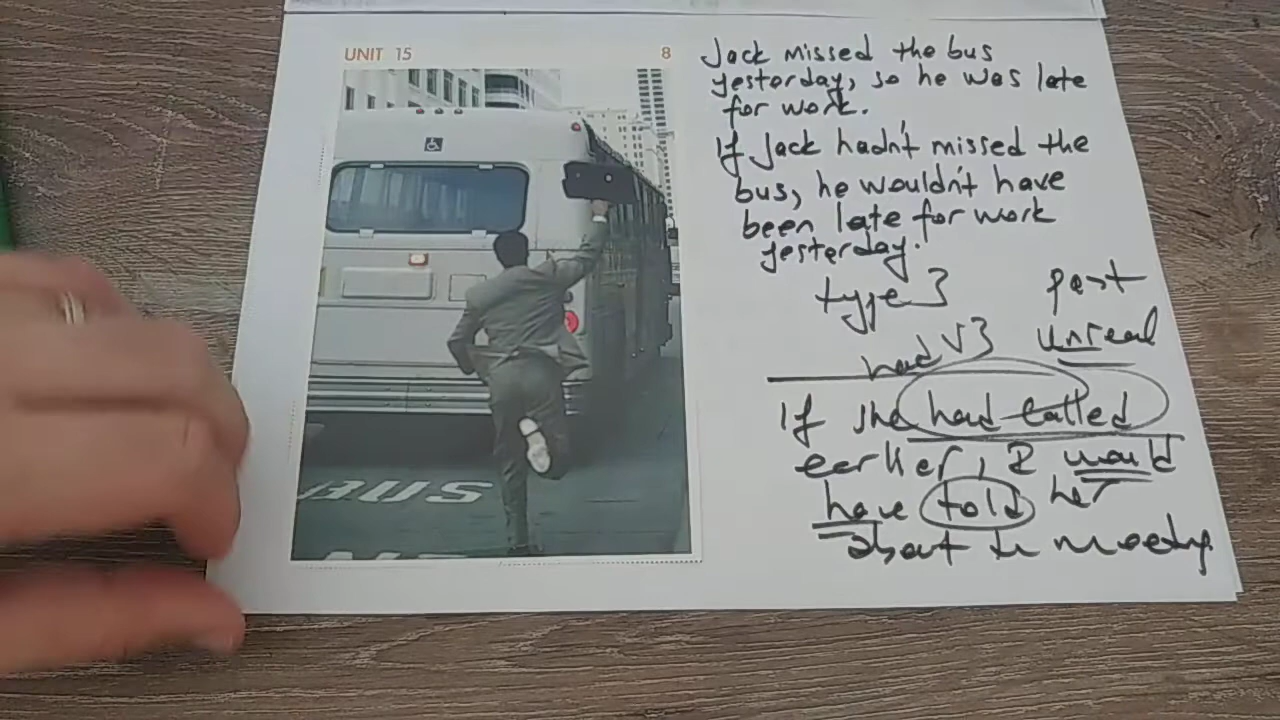 UNIT 15
8
BUS
Jack missed the bus
yesterday, so he was late
for work.
If Jack hadn't missed the
bus, he wouldn't have
been late for work
yesterday.
type 3 past
had V3 unreal
If she had called
earlier, I would
have told her
about the meeting